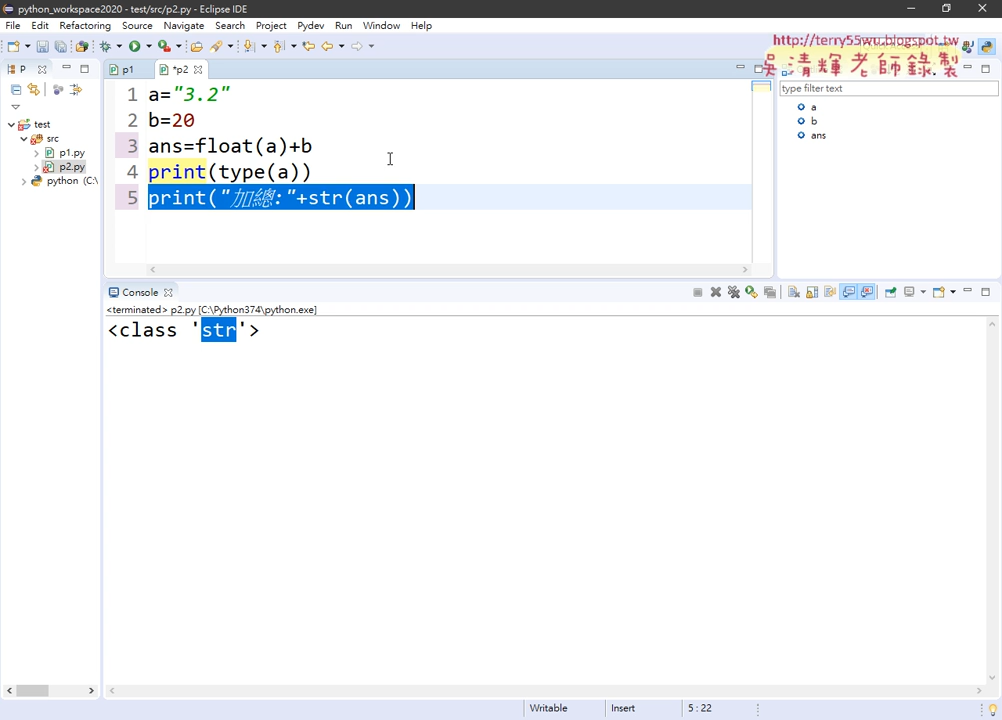 python_workspace2020 - test/src/p2.py - Eclipse IDE
File Edit Refactoring Source Navigate Search Project Pydev Run Window Help
http://terry55wu.blogspot.tw
吳清輝老師錄製
P
p1
*p2
type filter text
1 a="3.2"
2 b=20
3 ans=float(a)+b
4 print(type(a))
5 print("加總:"+str(ans))
a
b
ans
test
src
p1.py
p2.py
python (C:\
Console
<terminated> p2.py [C:\Python374\python.exe]
<class 'str'>
Writable Insert 5 : 22